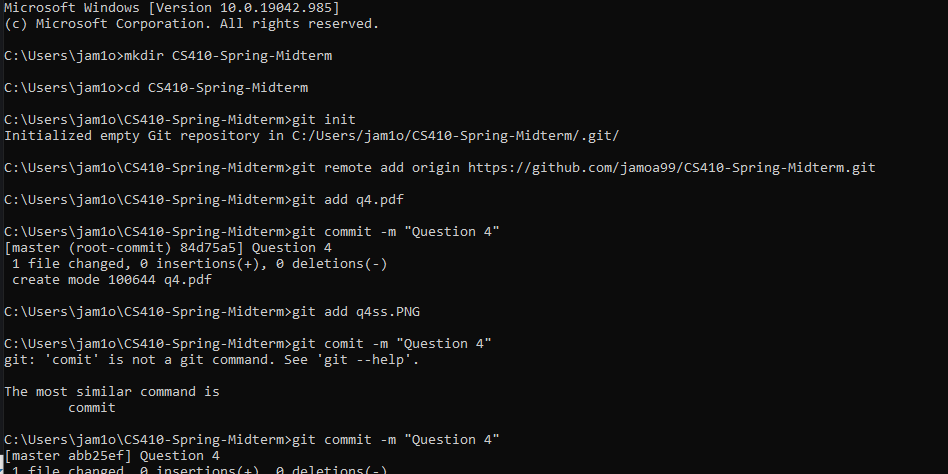 Microsoft Windows [Version 10.0.19042.985]
(c) Microsoft Corporation. All rights reserved.
C:\Users\jam1o>mkdir CS410-Spring-Midterm
C:\Users\jam1o>cd CS410-Spring-Midterm
C:\Users\jam1o\CS410-Spring-Midterm>git init
Initialized empty Git repository in C:/Users/jam1o/CS410-Spring-Midterm/.git/
C:\Users\jam1o\CS410-Spring-Midterm>git remote add origin https://github.com/jamoa99/CS410-Spring-Midterm.git
C:\Users\jam1o\CS410-Spring-Midterm>git add q4.pdf
C:\Users\jam1o\CS410-Spring-Midterm>git commit -m "Question 4"
[master (root-commit) 84d75a5] Question 4
 1 file changed, 0 insertions(+), 0 deletions(-)
 create mode 100644 q4.pdf
C:\Users\jam1o\CS410-Spring-Midterm>git add q4ss.PNG
C:\Users\jam1o\CS410-Spring-Midterm>git comit -m "Question 4"
git: 'comit' is not a git command. See 'git --help'.
The most similar command is
        commit
C:\Users\jam1o\CS410-Spring-Midterm>git commit -m "Question 4"
[master abb25ef] Question 4
 1 file changed, 0 insertions(+), 0 deletions(-)